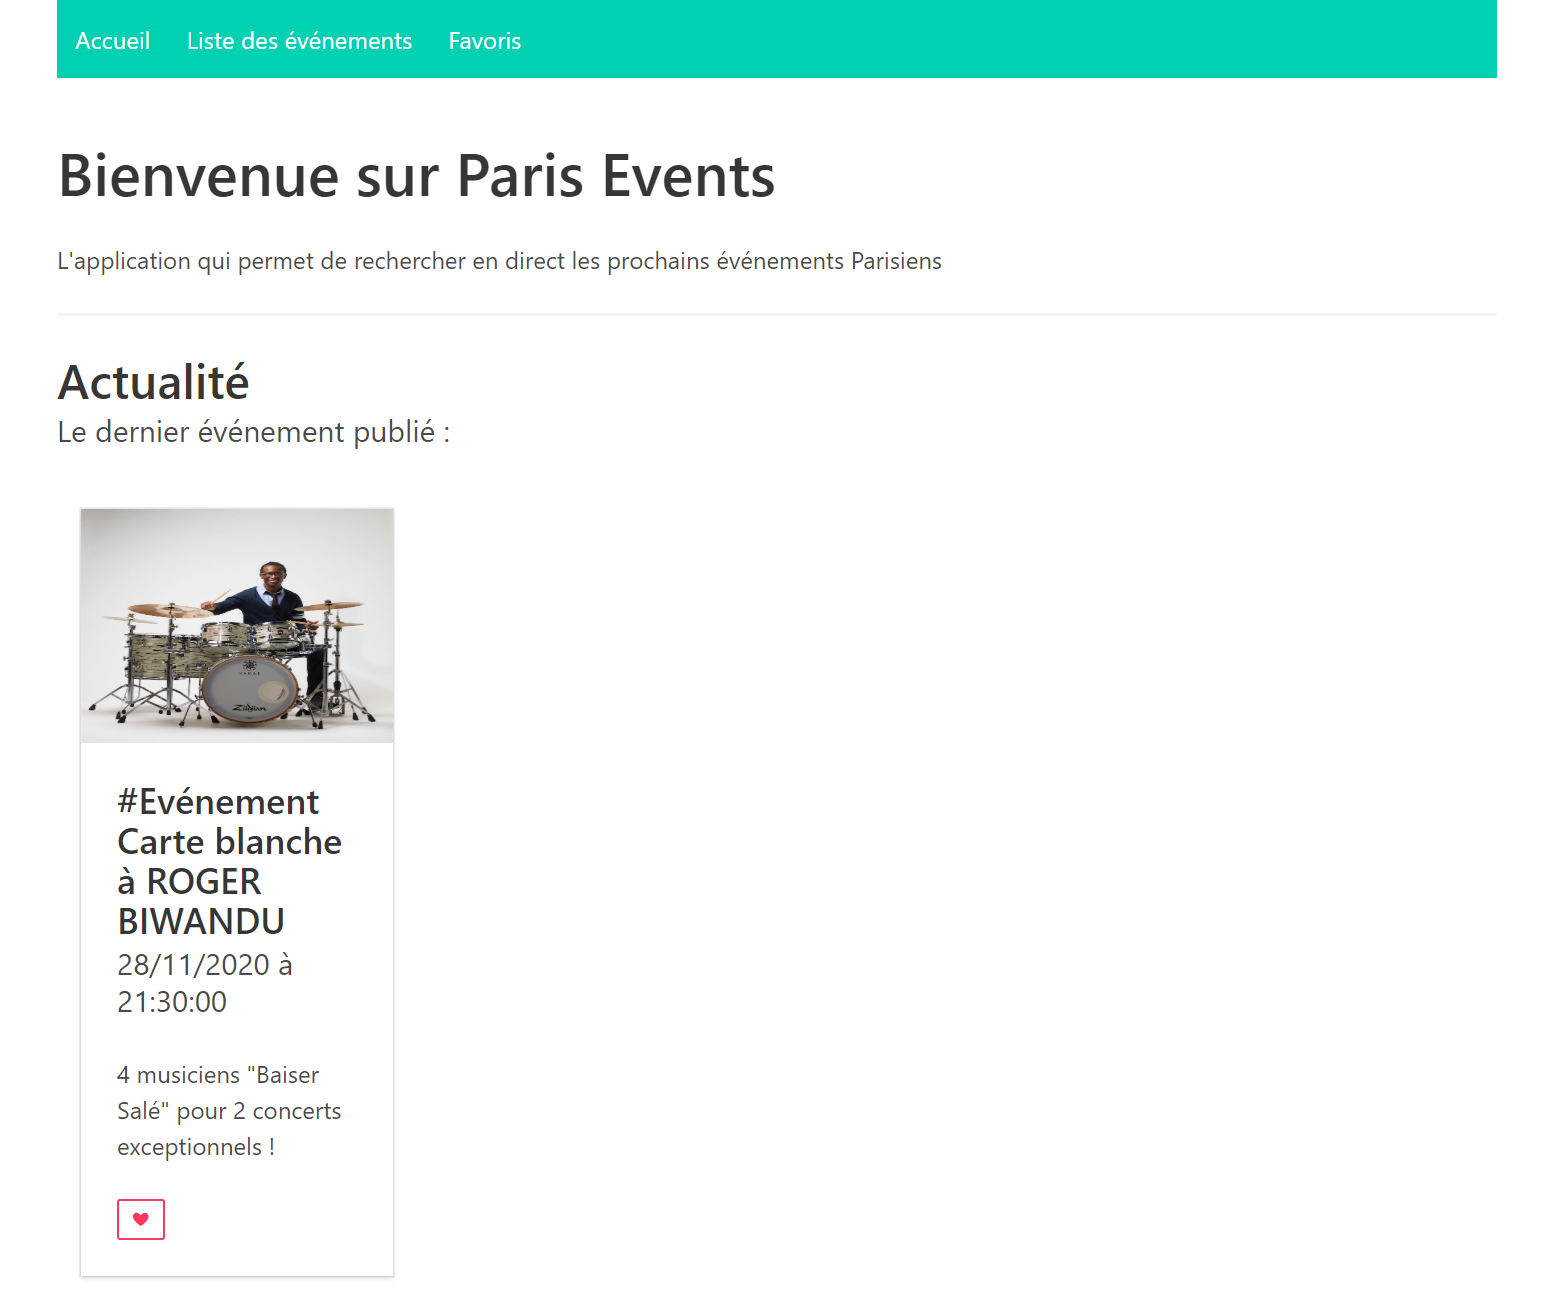 Accueil Liste des événements Favoris
Bienvenue sur Paris Events
L'application qui permet de rechercher en direct les prochains événements Parisiens
Actualité
Le dernier événement publié :
Zildjian
#Evénement
Carte blanche
à ROGER
BIWANDU
28/11/2020 à
21:30:00
4 musiciens "Baiser
Salé" pour 2 concerts
exceptionnels !